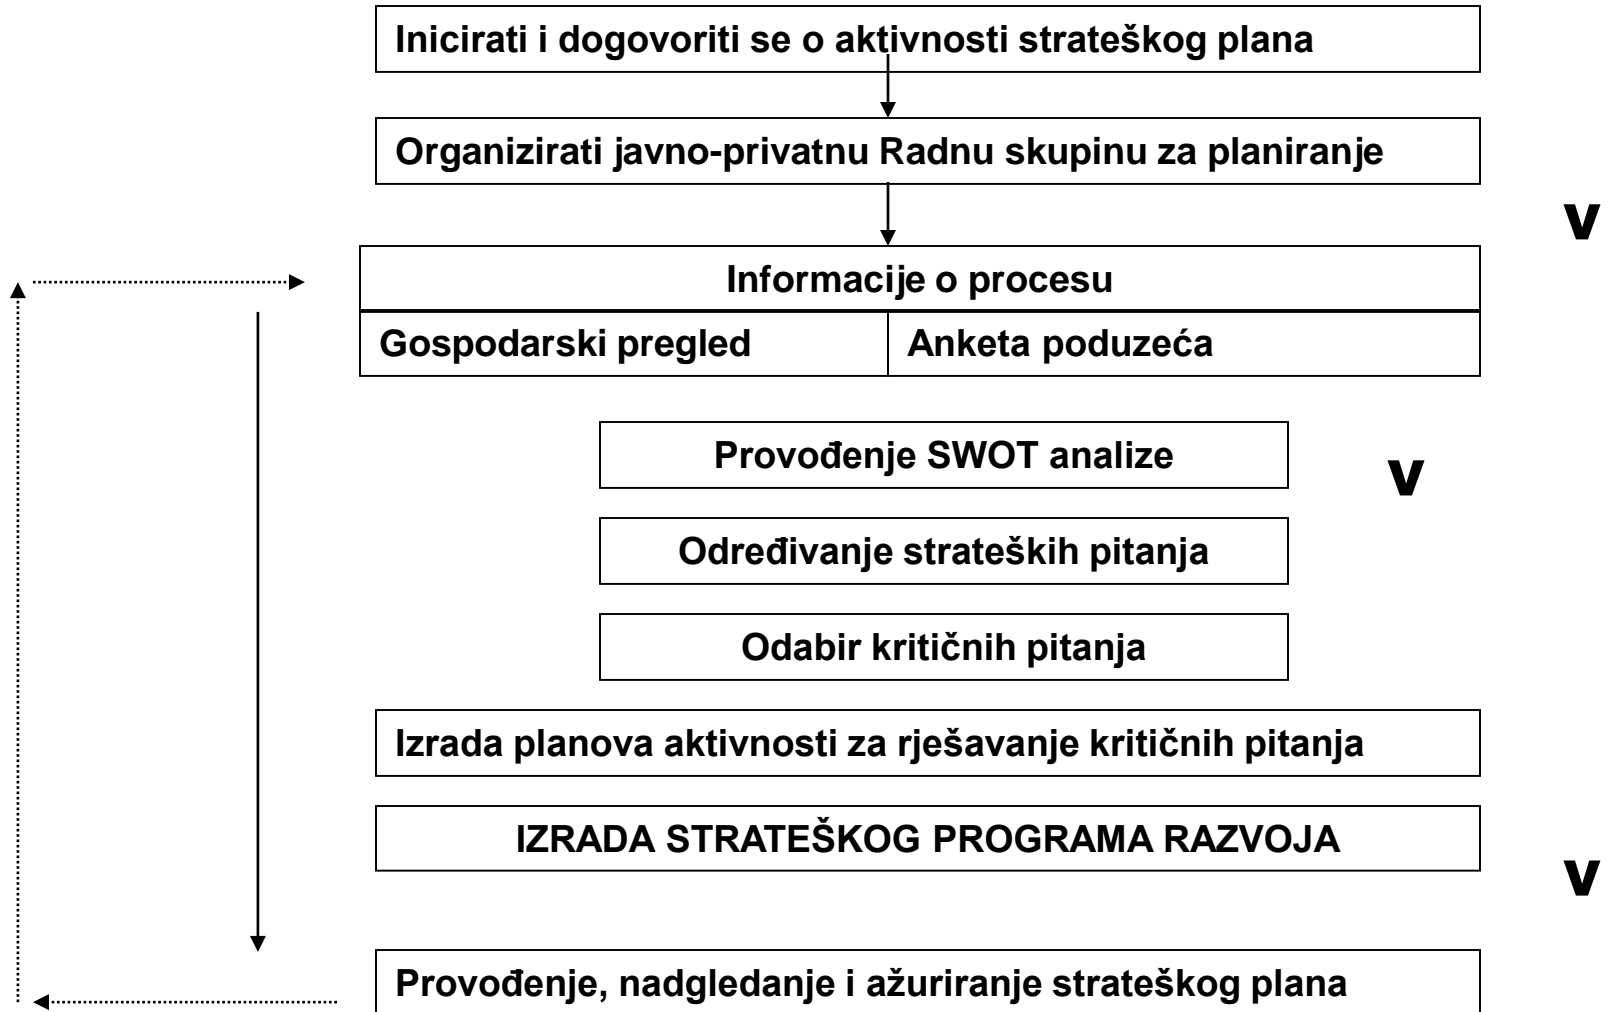 Inicirati i dogovoriti se o aktivnosti strateškog plana
Organizirati javno-privatnu Radnu skupinu za planiranje
v
Informacije o procesu
Gospodarski pregled
Anketa poduzeća
Provođenje SWOT analize
v
Određivanje strateških pitanja
Odabir kritičnih pitanja
Izrada planova aktivnosti za rješavanje kritičnih pitanja
IZRADA STRATEŠKOG PROGRAMA RAZVOJA
v
Provođenje, nadgledanje i ažuriranje strateškog plana